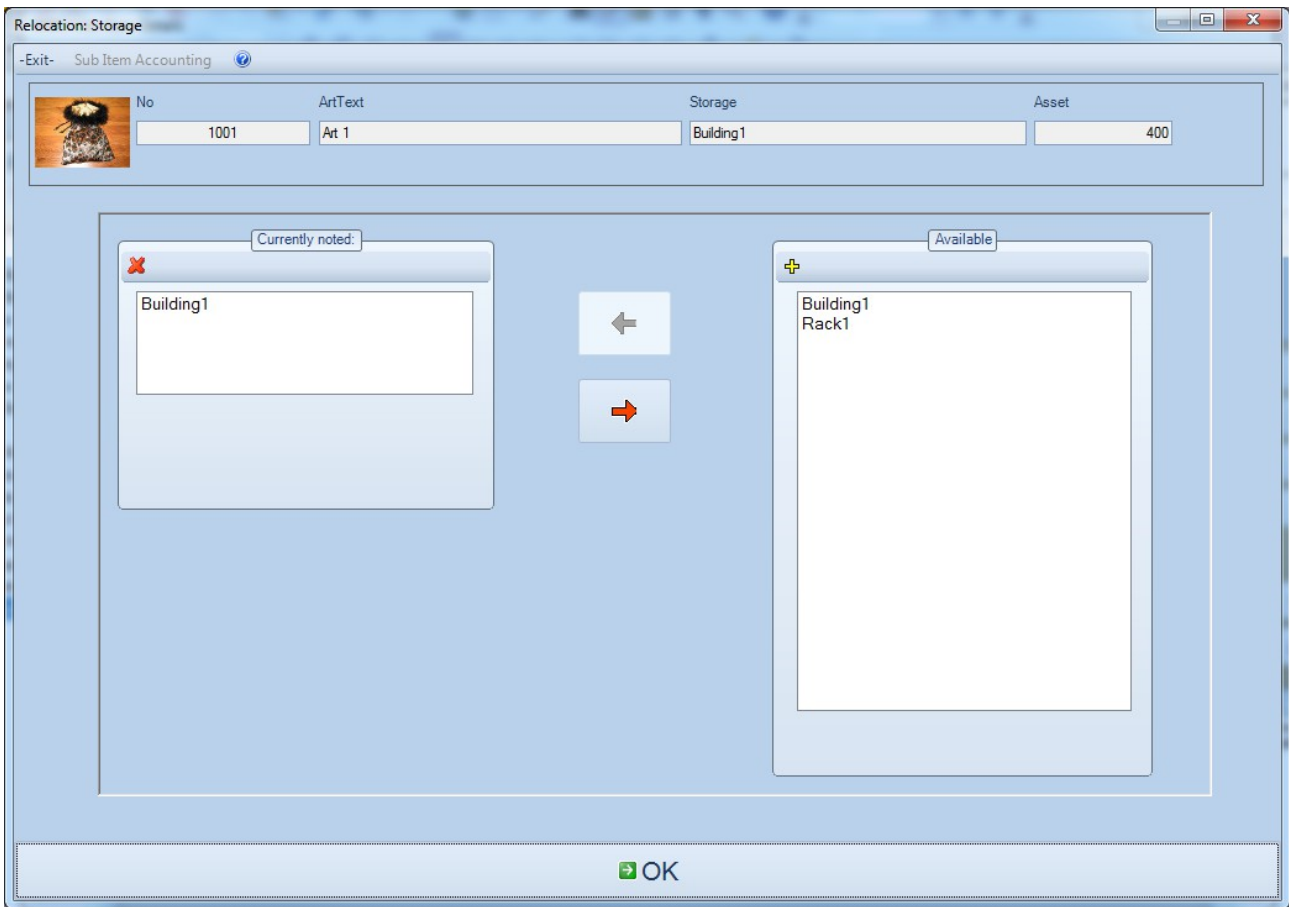 Relocation: Storage
-Exit- Sub Item Accounting
No ArtText Storage Asset
1001 Art 1 Building1 400
Currently noted:
Building1
Available
Building1
Rack1
OK